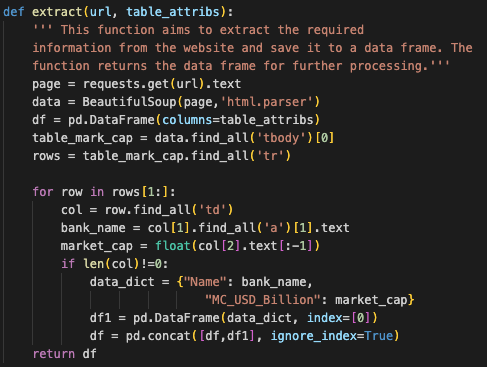 def extract(url, table_attribs):
    ''' This function aims to extract the required
    information from the website and save it to a data frame. The
    function returns the data frame for further processing.'''
    page = requests.get(url).text
    data = BeautifulSoup(page,'html.parser')
    df = pd.DataFrame(columns=table_attribs)
    table_mark_cap = data.find_all('tbody')[0]
    rows = table_mark_cap.find_all('tr')

    for row in rows[1:]:
        col = row.find_all('td')
        bank_name = col[1].find_all('a')[1].text
        market_cap = float(col[2].text[:-1])
        if len(col)!=0:
            data_dict = {"Name": bank_name,
                         "MC_USD_Billion": market_cap}
            df1 = pd.DataFrame(data_dict, index=[0])
            df = pd.concat([df,df1], ignore_index=True)
    return df